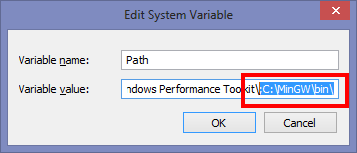 Edit System Variable
Variable name: Path
Variable value: ndows Performance Toolkit\;C:\MinGW\bin\
OK Cancel